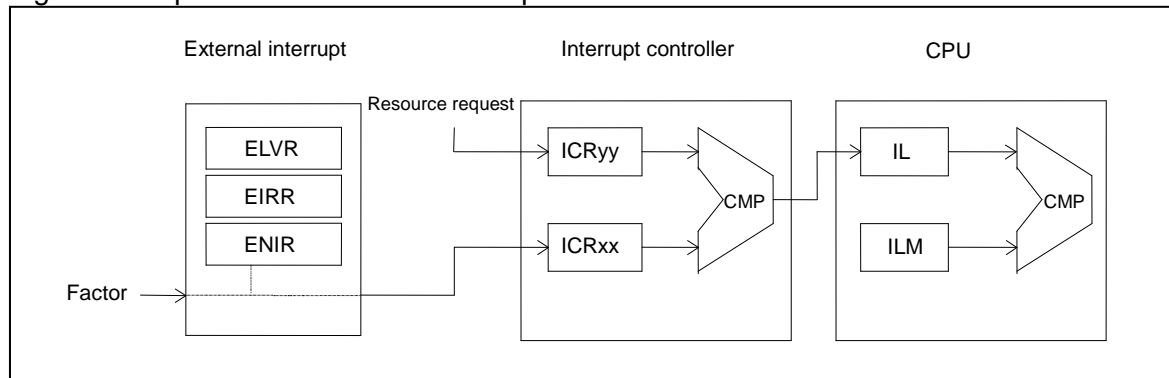 External interrupt
Interrupt controller
CPU
Resource request
ELVR
EIRR
ENIR
Factor
ICRyy
ICRxx
CMP
IL
ILM
CMP